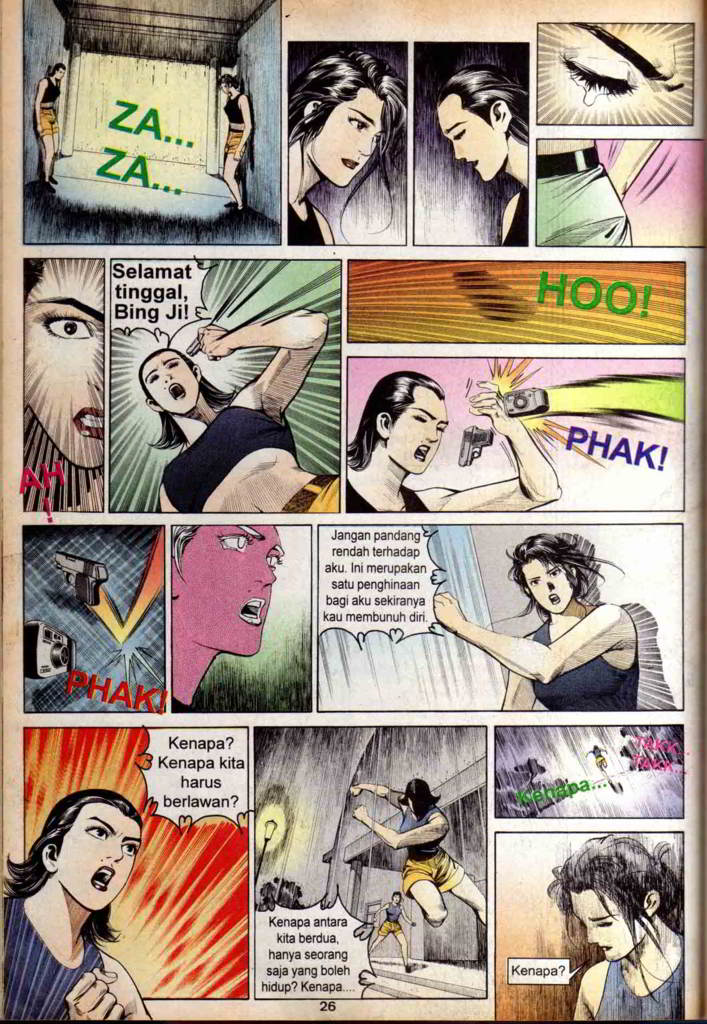 ZA...
ZA...
AH
!
Selamat
tinggal,
Bing Ji!
HOO!
PHAK!
PHAK!
Jangan pandang
rendah terhadap
aku. Ini merupakan
satu penghinaan
bagi aku sekiranya
kau membunuh diri.
Kenapa?
Kenapa kita
harus
berlawan?
Kenapa antara
kita berdua,
hanya seorang
saja yang boleh
hidup? Kenapa....
TAKK...
TAKK...
Kenapa...
Kenapa?
26